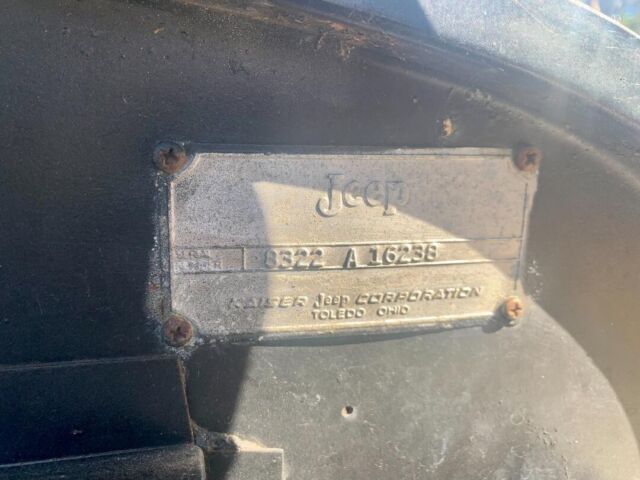 Jeep
8322 A 16238
KAISER Jeep CORPORATION
TOLEDO OHIO